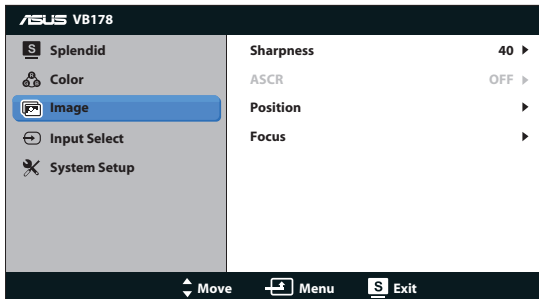 ASUS VB178
S Splendid
Color
Image
Input Select
System Setup
Sharpness 40
ASCR OFF
Position
Focus
Move Menu S Exit